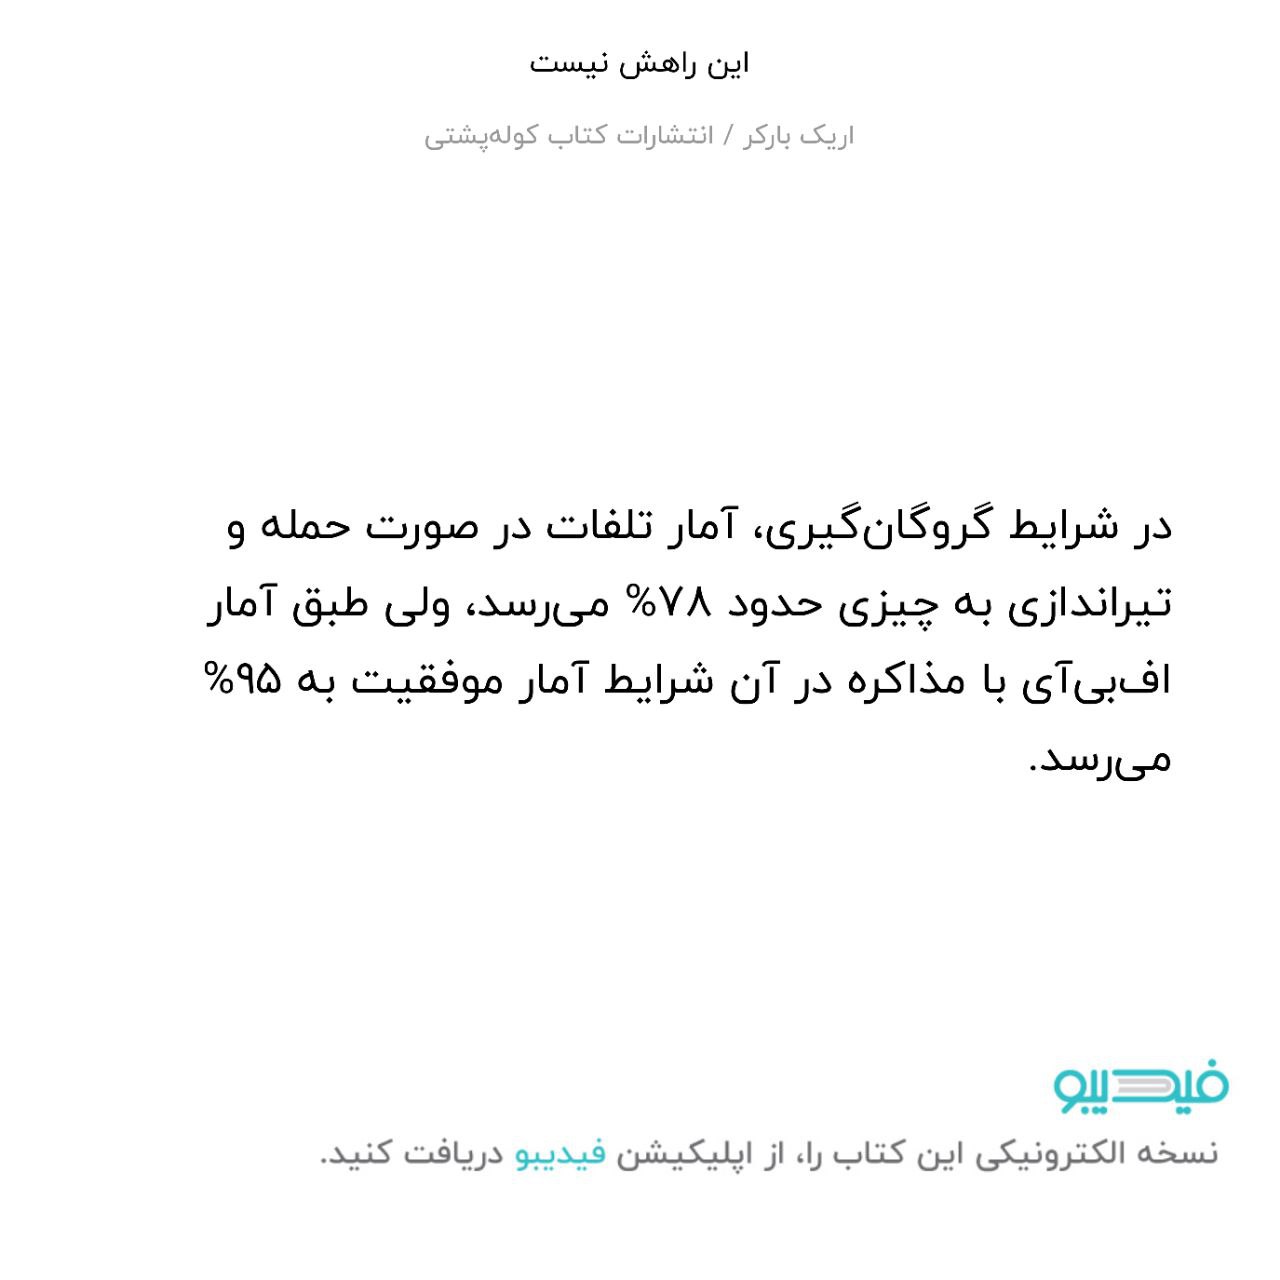 این راهش نیست
اریک بارکر / انتشارات کتاب کوله‌پشتی
در شرایط گروگان‌گیری، آمار تلفات در صورت حمله و
تیراندازی به چیزی حدود ۷۸% می‌رسد، ولی طبق آمار
اف‌بی‌آی با مذاکره در آن شرایط آمار موفقیت به ۹۵%
می‌رسد.
فیدیبو
نسخه الکترونیکی این کتاب را، از اپلیکیشن فیدیبو دریافت کنید.